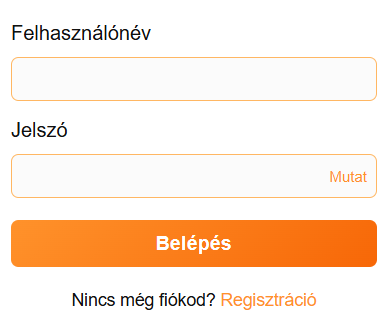 Felhasználónév
Jelszó
Mutat
Belépés
Nincs még fiókod? Regisztráció